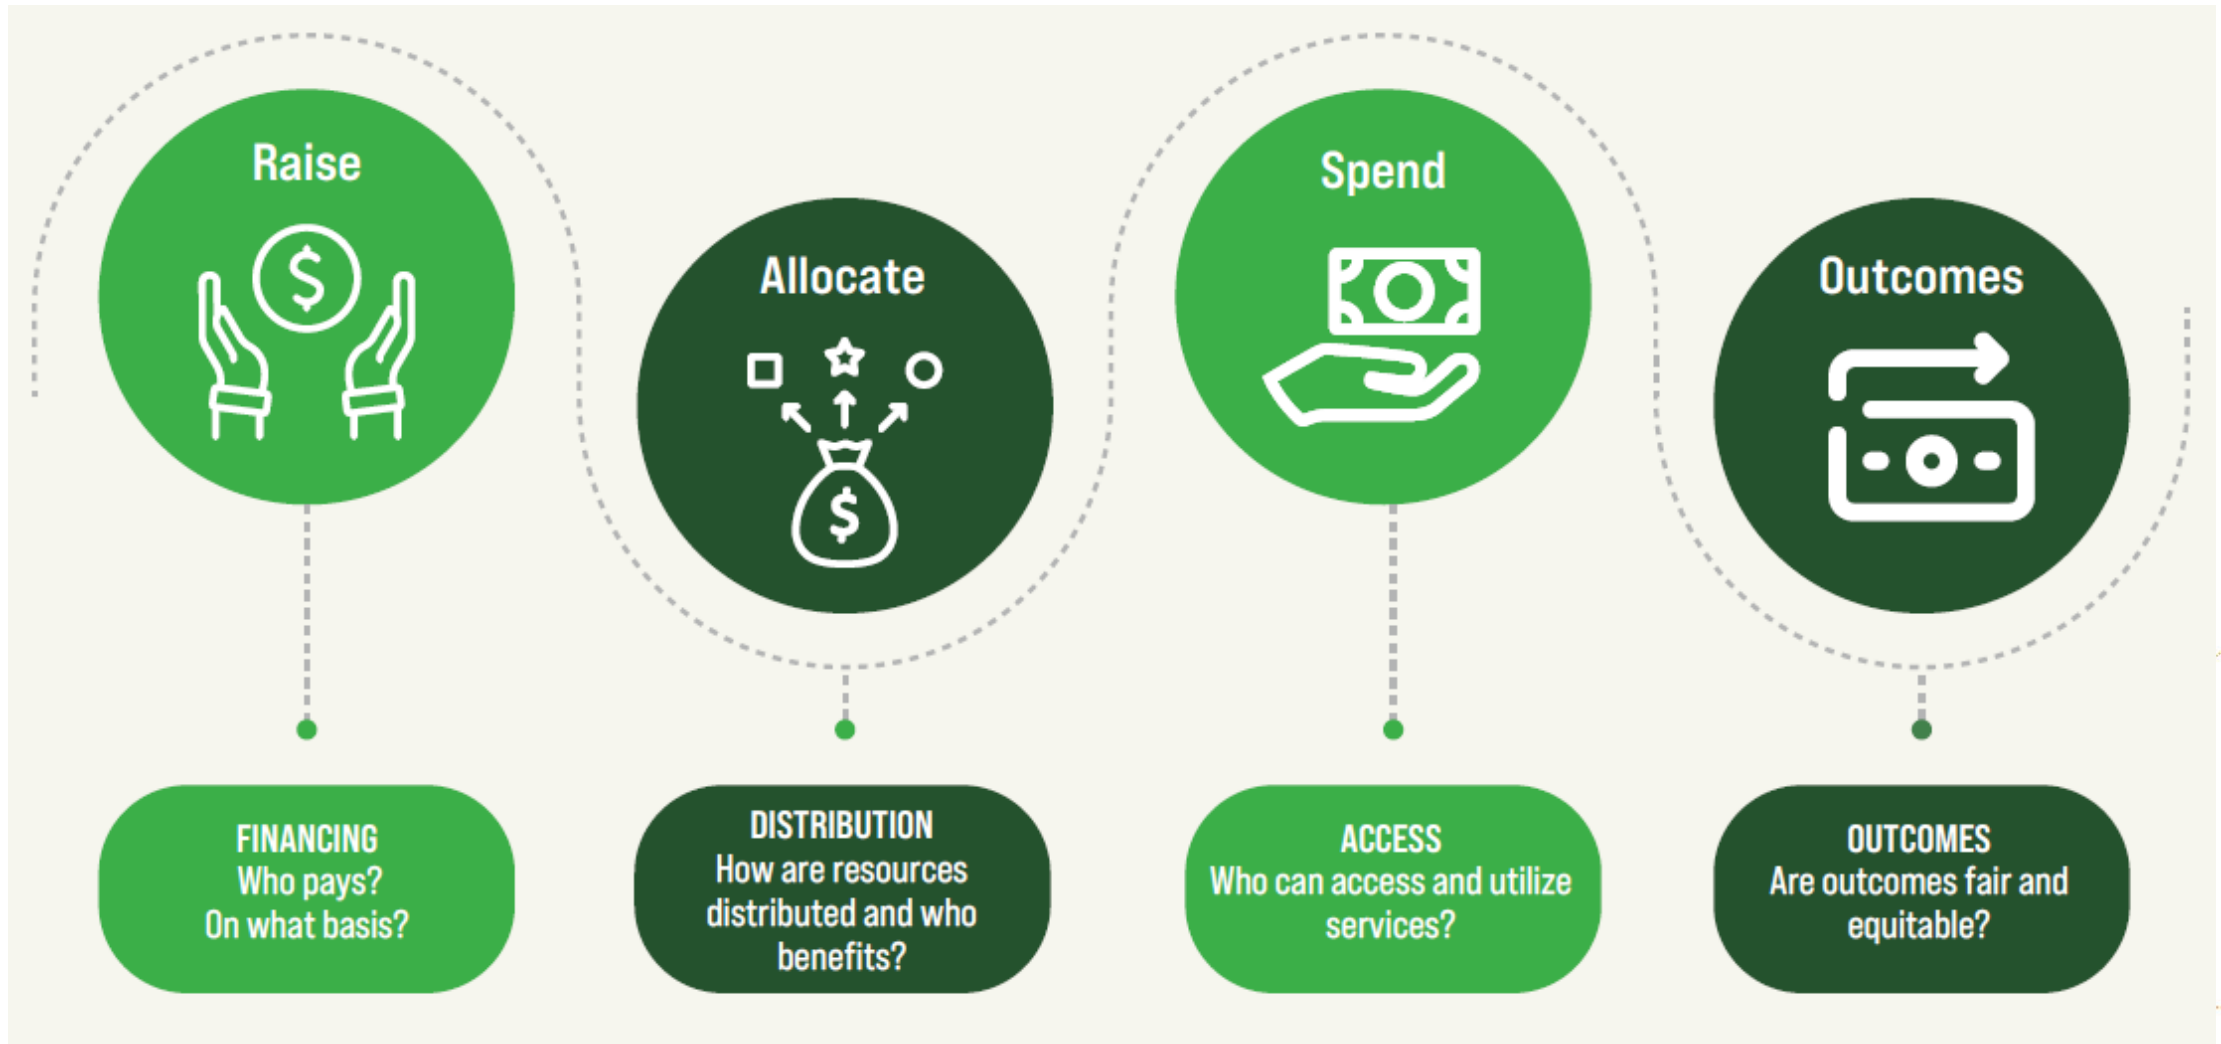 Raise
$
Allocate
$
Spend
Outcomes
FINANCING
Who pays?
On what basis?
DISTRIBUTION
How are resources
distributed and who
benefits?
ACCESS
Who can access and utilize
services?
OUTCOMES
Are outcomes fair and
equitable?